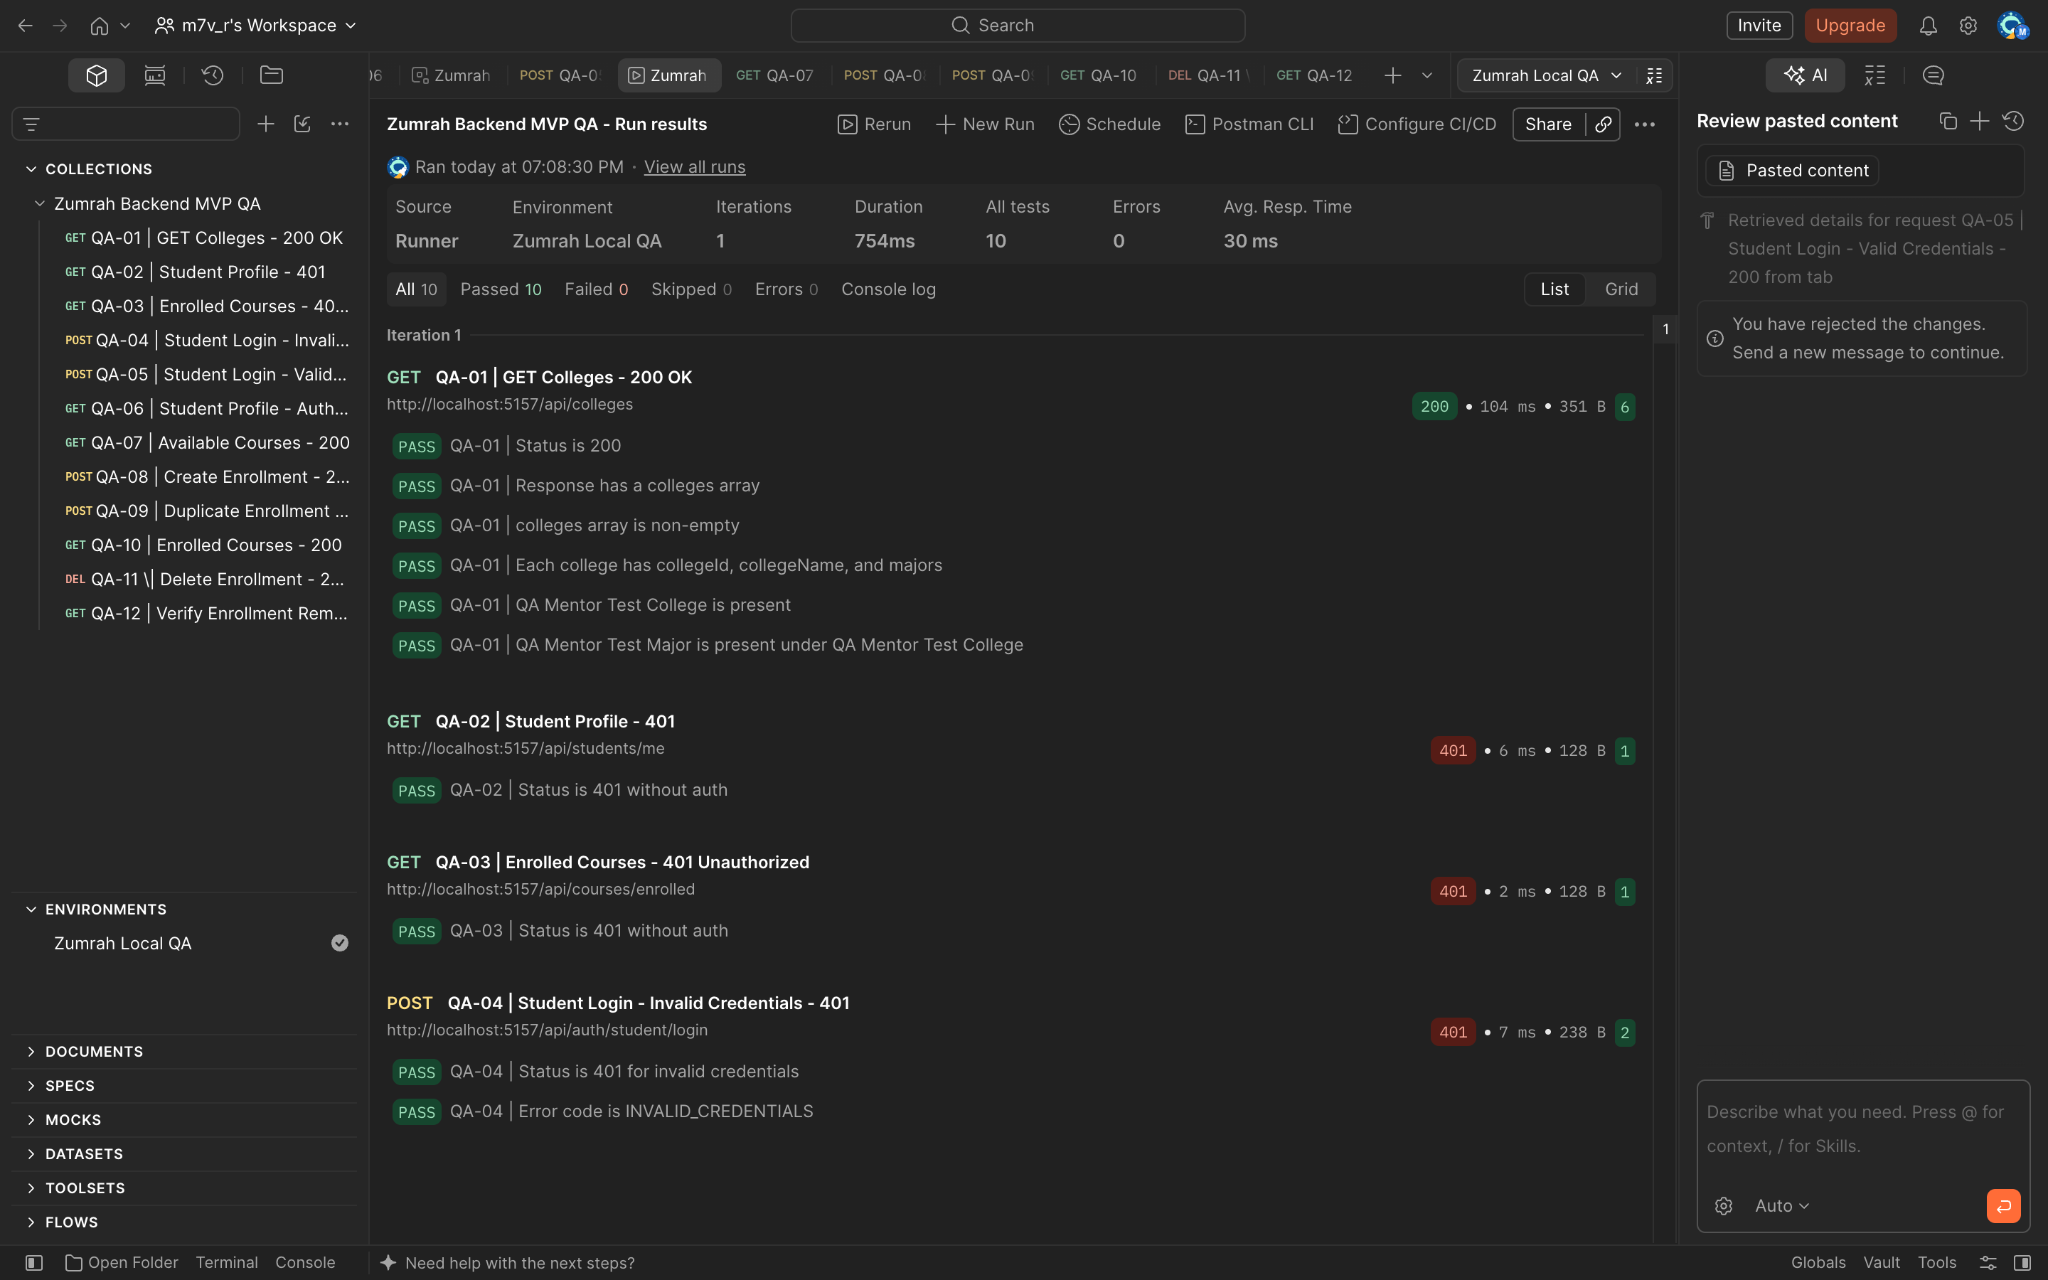 m7v_r's Workspace
Search
Invite
Upgrade
06
Zumrah
POST QA-0
Zumrah
GET QA-07
POST QA-0
POST QA-0
GET QA-10
DEL QA-11 \
GET QA-12
Zumrah Local QA
AI
COLLECTIONS
Zumrah Backend MVP QA
GET QA-01 | GET Colleges - 200 OK
GET QA-02 | Student Profile - 401
GET QA-03 | Enrolled Courses - 40...
POST QA-04 | Student Login - Invali...
POST QA-05 | Student Login - Valid...
GET QA-06 | Student Profile - Auth...
GET QA-07 | Available Courses - 200
POST QA-08 | Create Enrollment - 2...
POST QA-09 | Duplicate Enrollment ...
GET QA-10 | Enrolled Courses - 200
DEL QA-11 \| Delete Enrollment - 2...
GET QA-12 | Verify Enrollment Rem...
ENVIRONMENTS
Zumrah Local QA
DOCUMENTS
SPECS
MOCKS
DATASETS
TOOLSETS
FLOWS
Zumrah Backend MVP QA - Run results
Rerun
New Run
Schedule
Postman CLI
Configure CI/CD
Share
Ran today at 07:08:30 PM · View all runs
Source Environment Iterations Duration All tests Errors Avg. Resp. Time
Runner Zumrah Local QA 1 754ms 10 0 30 ms
All 10 Passed 10 Failed 0 Skipped 0 Errors 0 Console log
List Grid
Iteration 1
1
GET QA-01 | GET Colleges - 200 OK
http://localhost:5157/api/colleges
200 • 104 ms • 351 B 6
PASS QA-01 | Status is 200
PASS QA-01 | Response has a colleges array
PASS QA-01 | colleges array is non-empty
PASS QA-01 | Each college has collegeId, collegeName, and majors
PASS QA-01 | QA Mentor Test College is present
PASS QA-01 | QA Mentor Test Major is present under QA Mentor Test College
GET QA-02 | Student Profile - 401
http://localhost:5157/api/students/me
401 • 6 ms • 128 B 1
PASS QA-02 | Status is 401 without auth
GET QA-03 | Enrolled Courses - 401 Unauthorized
http://localhost:5157/api/courses/enrolled
401 • 2 ms • 128 B 1
PASS QA-03 | Status is 401 without auth
POST QA-04 | Student Login - Invalid Credentials - 401
http://localhost:5157/api/auth/student/login
401 • 7 ms • 238 B 2
PASS QA-04 | Status is 401 for invalid credentials
PASS QA-04 | Error code is INVALID_CREDENTIALS
Review pasted content
Pasted content
Retrieved details for request QA-05 |
Student Login - Valid Credentials -
200 from tab
You have rejected the changes.
Send a new message to continue.
Describe what you need. Press @ for
context, / for Skills.
Auto
Open Folder
Terminal
Console
Need help with the next steps?
Globals
Vault
Tools